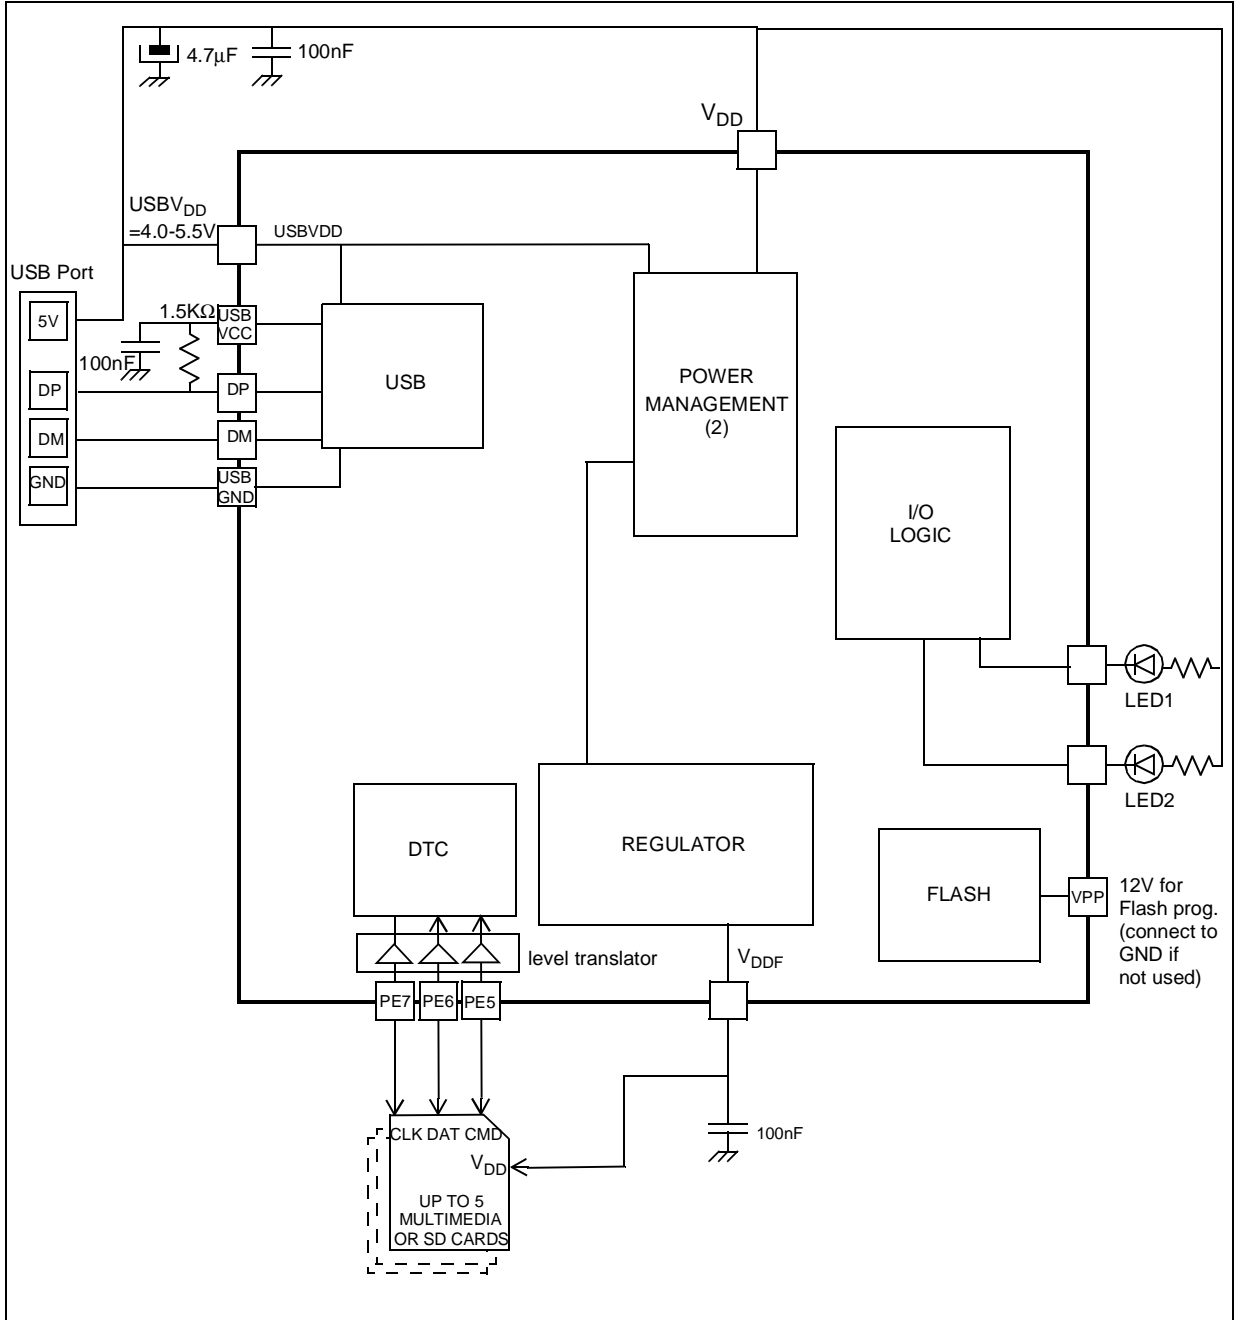 4.7µF
100nF
VDD
USBVDD
=4.0-5.5V
USBVDD
USB Port
5V
1.5KΩ
USB
VCC
100nF
DP
DP
DM
DM
GND
USB
GND
USB
POWER
MANAGEMENT
(2)
I/O
LOGIC
LED1
LED2
DTC
REGULATOR
FLASH
VPP
12V for
Flash prog.
(connect to
GND if
not used)
level translator
VDDF
PE7
PE6
PE5
CLK DAT CMD
VDD
100nF
UP TO 5
MULTIMEDIA
OR SD CARDS